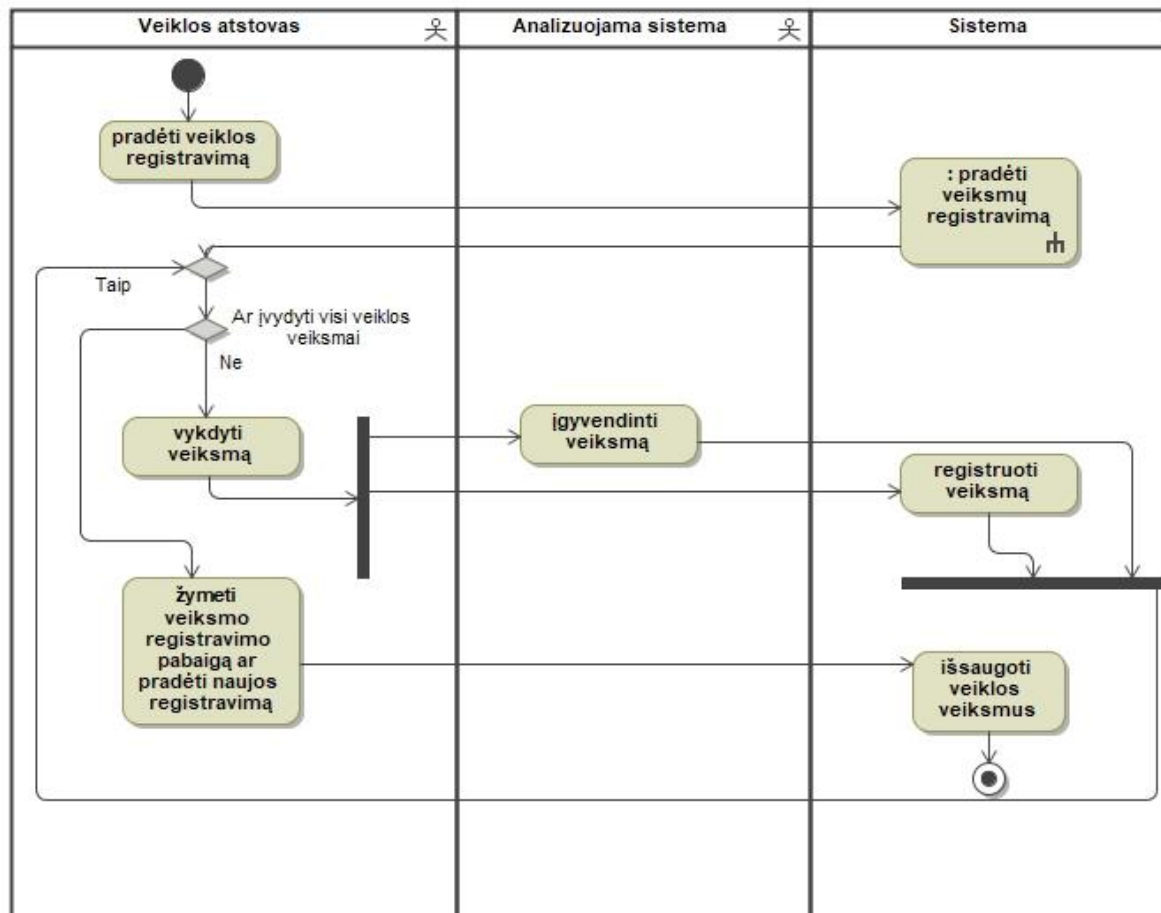 Veiklos atstovas
Analizuojama sistema
Sistema
pradėti veiklos
registravimą
: pradėti
veiksmų
registravimą
Taip
Ar įvydyti visi veiklos
veiksmai
Ne
vykdyti
veiksmą
įgyvendinti
veiksmą
registruoti
veiksmą
žymeti
veiksmo
registravimo
pabaigą ar
pradėti naujos
registravimą
išsaugoti
veiklos
veiksmus